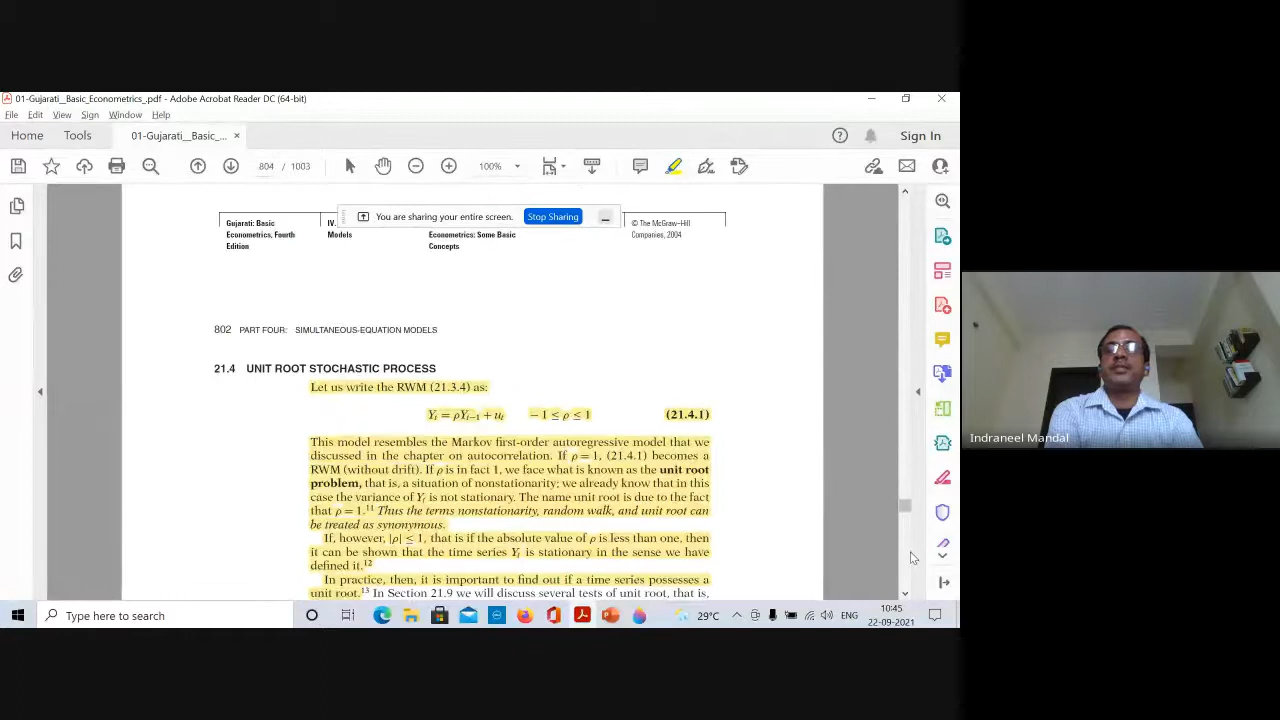 01-Gujarati__Basic_Econometrics_.pdf - Adobe Acrobat Reader DC (64-bit)
File Edit View Sign Window Help
Home Tools 01-Gujarati__Basic_... × Sign In
804 / 1003 100%
You are sharing your entire screen. Stop Sharing
Gujarati: Basic
Econometrics, Fourth
Edition
IV.
Models
Econometrics: Some Basic
Concepts
© The McGraw−Hill
Companies, 2004
802 PART FOUR: SIMULTANEOUS-EQUATION MODELS
21.4 UNIT ROOT STOCHASTIC PROCESS
Let us write the RWM (21.3.4) as:
Yt = ρYt−1 + ut −1 ≤ ρ ≤ 1 (21.4.1)
This model resembles the Markov first-order autoregressive model that we
discussed in the chapter on autocorrelation. If ρ = 1, (21.4.1) becomes a
RWM (without drift). If ρ is in fact 1, we face what is known as the unit root
problem, that is, a situation of nonstationarity; we already know that in this
case the variance of Yt is not stationary. The name unit root is due to the fact
that ρ = 1.11 Thus the terms nonstationarity, random walk, and unit root can
be treated as synonymous.
If, however, |ρ| ≤ 1, that is if the absolute value of ρ is less than one, then
it can be shown that the time series Yt is stationary in the sense we have
defined it.12
In practice, then, it is important to find out if a time series possesses a
unit root.13 In Section 21.9 we will discuss several tests of unit root, that is,
Indraneel Mandal
Type here to search
29°C ENG 10:45
22-09-2021